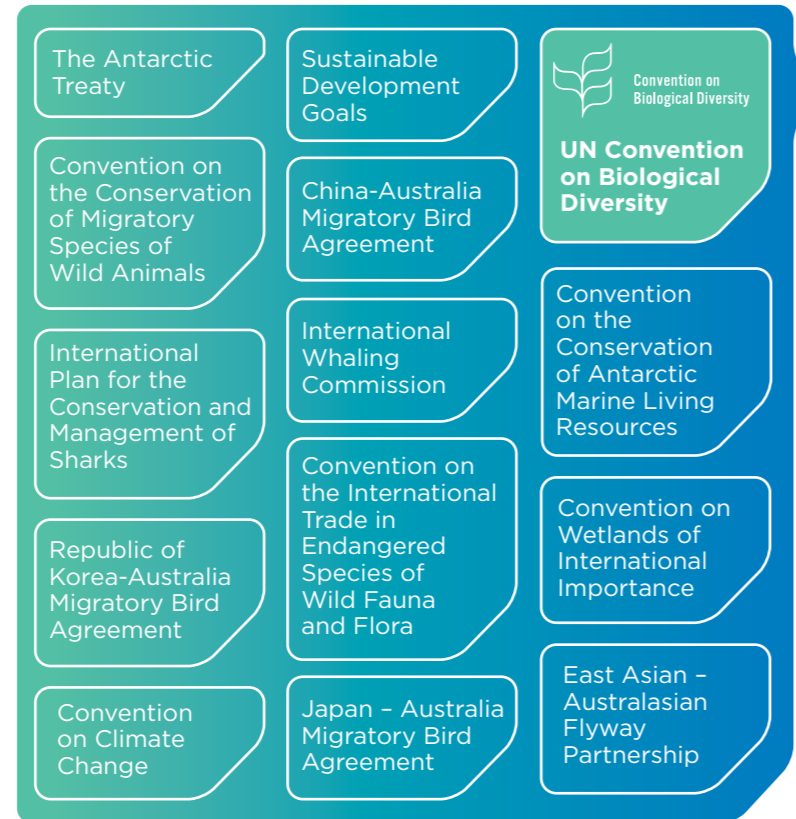 The Antarctic
Treaty
Convention on
the Conservation
of Migratory
Species of
Wild Animals
International
Plan for the
Conservation and
Management of
Sharks
Republic of
Korea-Australia
Migratory Bird
Agreement
Convention
on Climate
Change
Sustainable
Development
Goals
China-Australia
Migratory Bird
Agreement
International
Whaling
Commission
Convention on
the International
Trade in
Endangered
Species of
Wild Fauna
and Flora
Japan – Australia
Migratory Bird
Agreement
Convention on
Biological Diversity
UN Convention
on Biological
Diversity
Convention
on the
Conservation
of Antarctic
Marine Living
Resources
Convention on
Wetlands of
International
Importance
East Asian –
Australasian
Flyway
Partnership